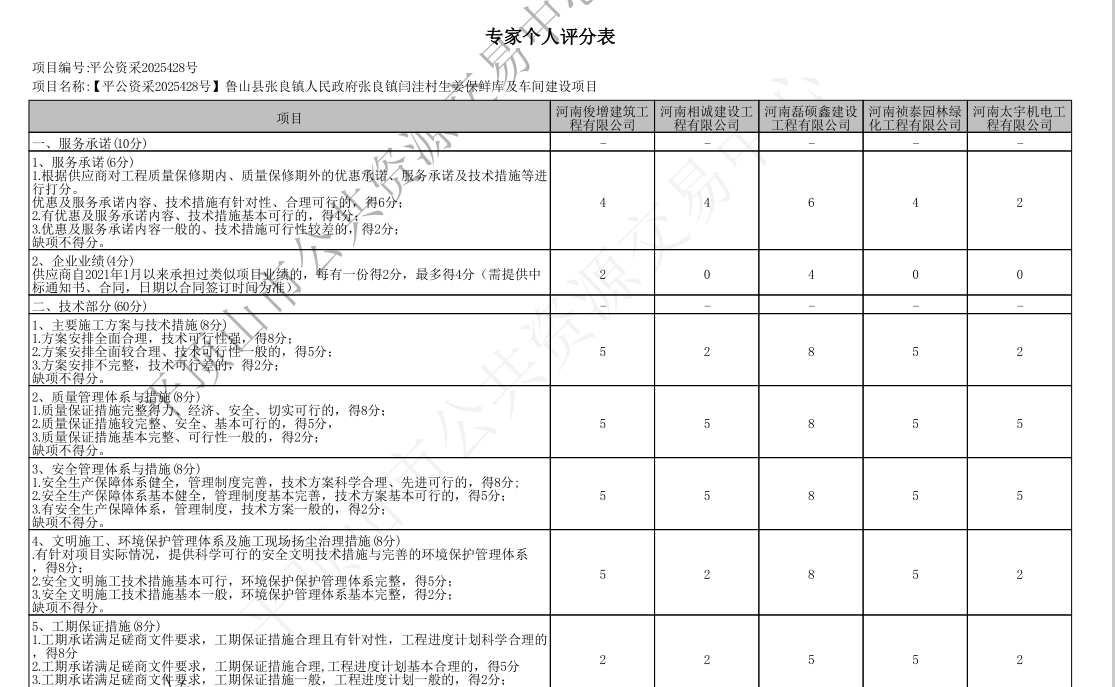 专家个人评分表
项目编号:平公资采2025428号
项目名称:【平公资采2025428号】鲁山县张良镇人民政府张良镇闫洼村生姜保鲜库及车间建设项目
项目
河南俊增建筑工
程有限公司
河南相诚建设工
程有限公司
河南磊硕鑫建设
工程有限公司
河南祯泰园林绿
化工程有限公司
河南太宇机电工
程有限公司
一、服务承诺(10分)
- - - - -
1、服务承诺(6分)
1.根据供应商对工程质量保修期内、质量保修期外的优惠承诺、服务承诺及技术措施等进
行打分。
优惠及服务承诺内容、技术措施有针对性、合理可行的，得6分；
2.有优惠及服务承诺内容、技术措施基本可行的，得4分；
3.优惠及服务承诺内容一般的、技术措施可行性较差的，得2分；
缺项不得分。
4 4 6 4 2
2、企业业绩(4分)
供应商自2021年1月以来承担过类似项目业绩的，每有一份得2分，最多得4分（需提供中
标通知书、合同，日期以合同签订时间为准）
2 0 4 0 0
二、技术部分(60分)
- - - - -
1、主要施工方案与技术措施(8分)
1.方案安排全面合理，技术可行性强，得8分；
2.方案安排全面较合理、技术可行性一般的，得5分；
3.方案安排不完整，技术可行差的，得2分；
缺项不得分。
5 2 8 5 2
2、质量管理体系与措施(8分)
1.质量保证措施完整得力、经济、安全、切实可行的，得8分；
2.质量保证措施较完整、安全、基本可行的，得5分，
3.质量保证措施基本完整、可行性一般的，得2分；
缺项不得分。
5 5 8 5 5
3、安全管理体系与措施(8分)
1.安全生产保障体系健全，管理制度完善，技术方案科学合理、先进可行的，得8分；
2.安全生产保障体系基本健全，管理制度基本完善，技术方案基本可行的，得5分；
3.有安全生产保障体系，管理制度，技术方案一般的，得2分；
缺项不得分。
5 5 8 5 5
4、文明施工、环境保护管理体系及施工现场扬尘治理措施(8分)
.有针对项目实际情况，提供科学可行的安全文明技术措施与完善的环境保护管理体系
，得8分；
2.安全文明施工技术措施基本可行，环境保护保护管理体系完整，得5分；
3.安全文明施工技术措施基本一般，环境保护管理体系基本完整，得2分；
缺项不得分。
5 2 8 5 2
5、工期保证措施(8分)
1.工期承诺满足磋商文件要求，工期保证措施合理且有针对性，工程进度计划科学合理的
，得8分
2.工期承诺满足磋商文件要求，工期保证措施合理,工程进度计划基本合理的，得5分
3.工期承诺满足磋商文件要求，工期保证措施一般，工程进度计划一般的，得2分；
2 2 5 5 2
平顶山市公共资源交易中心
平顶山市公共资源交易中心